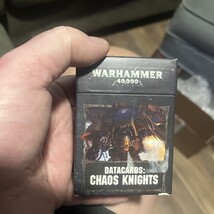 WARHAMMER
40,000
DATACARDS:
CHAOS KNIGHTS